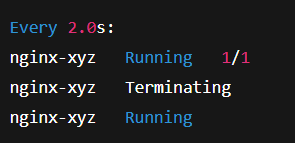 Every 2.0s:
nginx-xyz Running 1/1
nginx-xyz Terminating
nginx-xyz Running